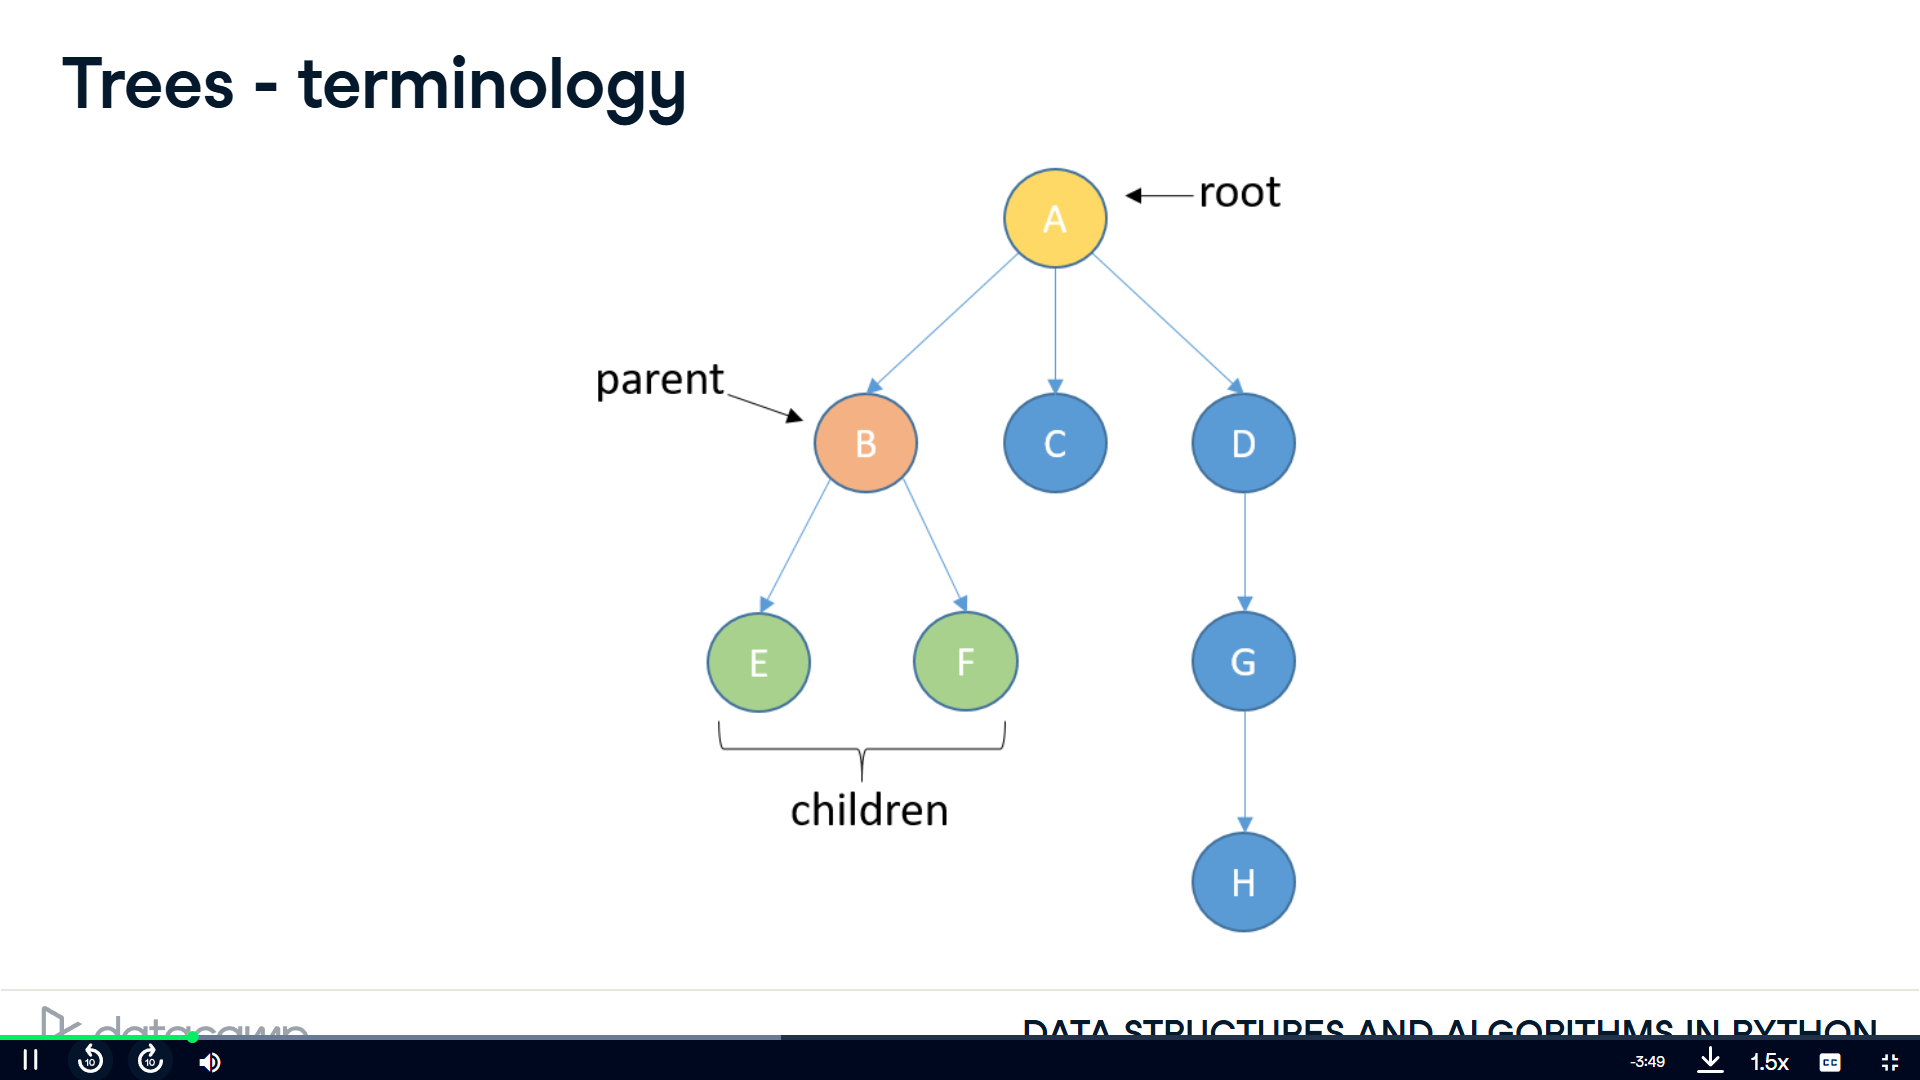 Trees - terminology
A
root
parent
B
C
D
E
F
G
children
H
datacamp
DATA STRUCTURES AND ALGORITHMS IN PYTHON
10
10
-3:49
1.5x
CC